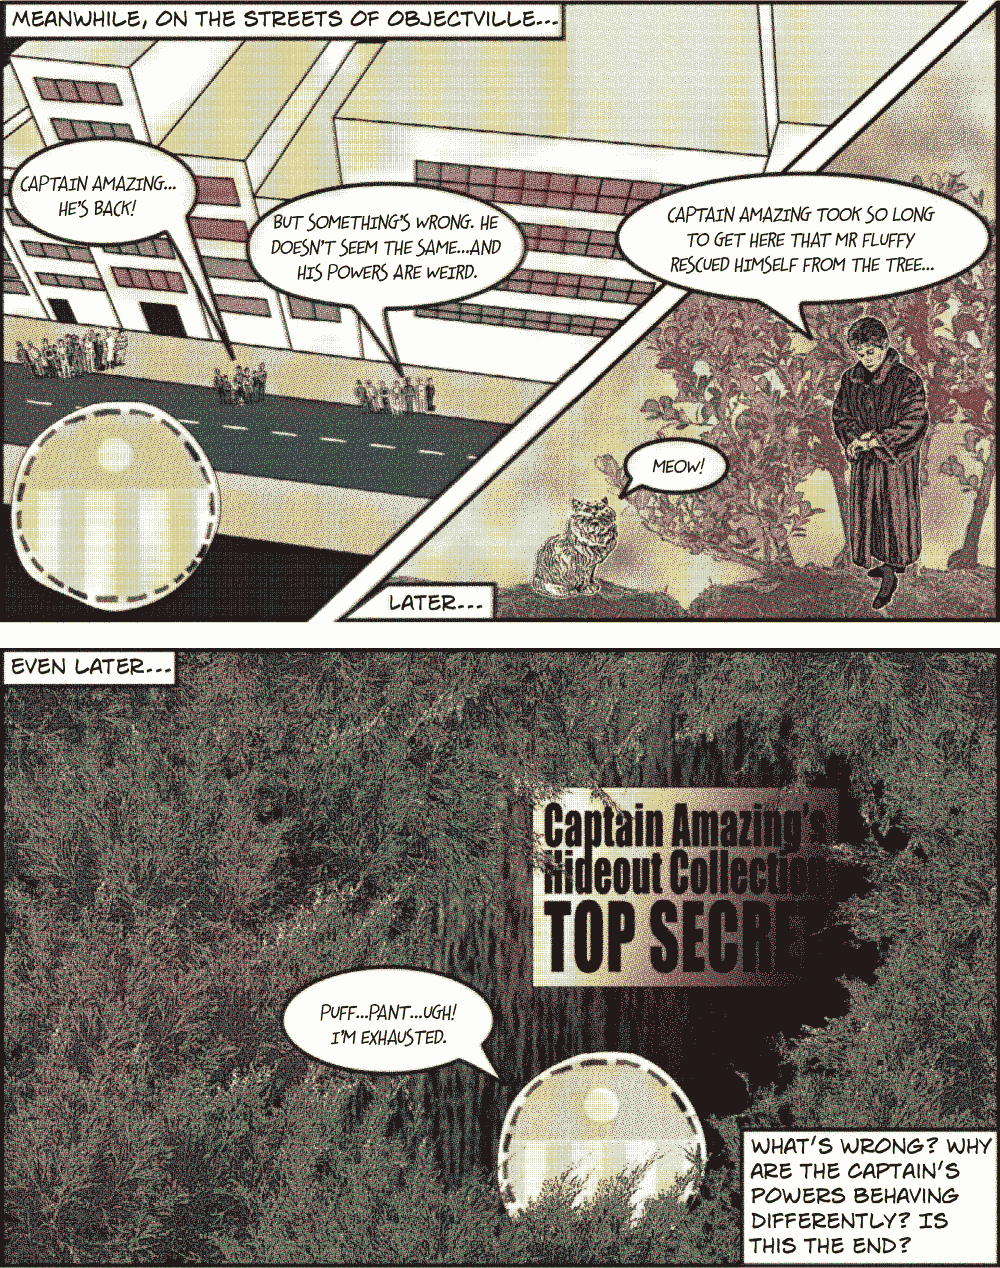 MEANWHILE, ON THE STREETS OF OBJECTVILLE...
CAPTAIN AMAZING...
HE'S BACK!
BUT SOMETHING'S WRONG. HE
DOESN'T SEEM THE SAME...AND
HIS POWERS ARE WEIRD.
CAPTAIN AMAZING TOOK SO LONG
TO GET HERE THAT MR FLUFFY
RESCUED HIMSELF FROM THE TREE...
MEOW!
LATER...
EVEN LATER...
Captain Amazing's
Hideout Collection
TOP SECRE
PUFF...PANT...UGH!
I'M EXHAUSTED.
WHAT'S WRONG? WHY
ARE THE CAPTAIN'S
POWERS BEHAVING
DIFFERENTLY? IS
THIS THE END?